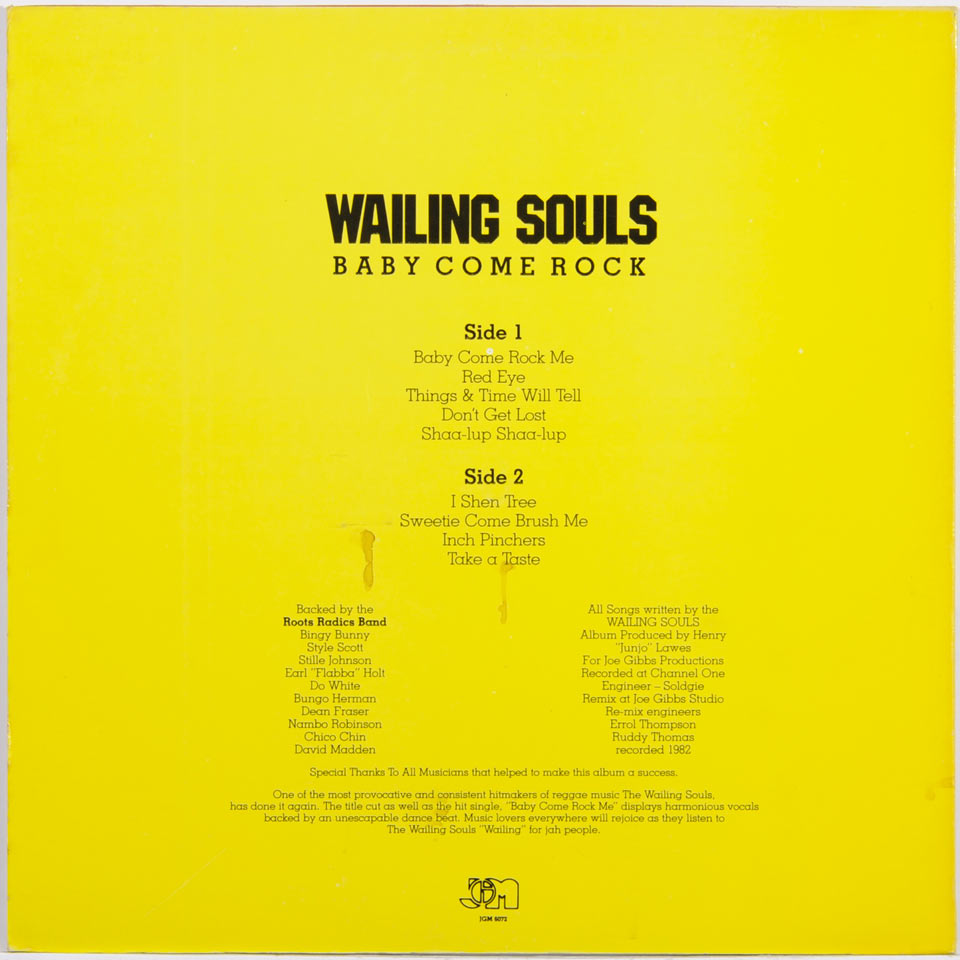 WAILING SOULS
BABY COME ROCK
Side 1
Baby Come Rock Me
Red Eye
Things & Time Will Tell
Don't Get Lost
Shaa-lup Shaa-lup
Side 2
I Shen Tree
Sweetie Come Brush Me
Inch Pinchers
Take a Taste
Backed by the
Roots Radics Band
Bingy Bunny
Style Scott
Stille Johnson
Earl "Flabba" Holt
Do White
Bungo Herman
Dean Fraser
Nambo Robinson
Chico Chin
David Madden
All Songs written by the
WAILING SOULS
Album Produced by Henry
"Junjo" Lawes
For Joe Gibbs Productions
Recorded at Channel One
Engineer – Soldgie
Remix at Joe Gibbs Studio
Re-mix engineers
Errol Thompson
Ruddy Thomas
recorded 1982
Special Thanks To All Musicians that helped to make this album a success.
One of the most provocative and consistent hitmakers of reggae music The Wailing Souls,
has done it again. The title cut as well as the hit single, "Baby Come Rock Me" displays harmonious vocals
backed by an unescapable dance beat. Music lovers everywhere will rejoice as they listen to
The Wailing Souls "Wailing" for jah people.
JGM
JGM 6072